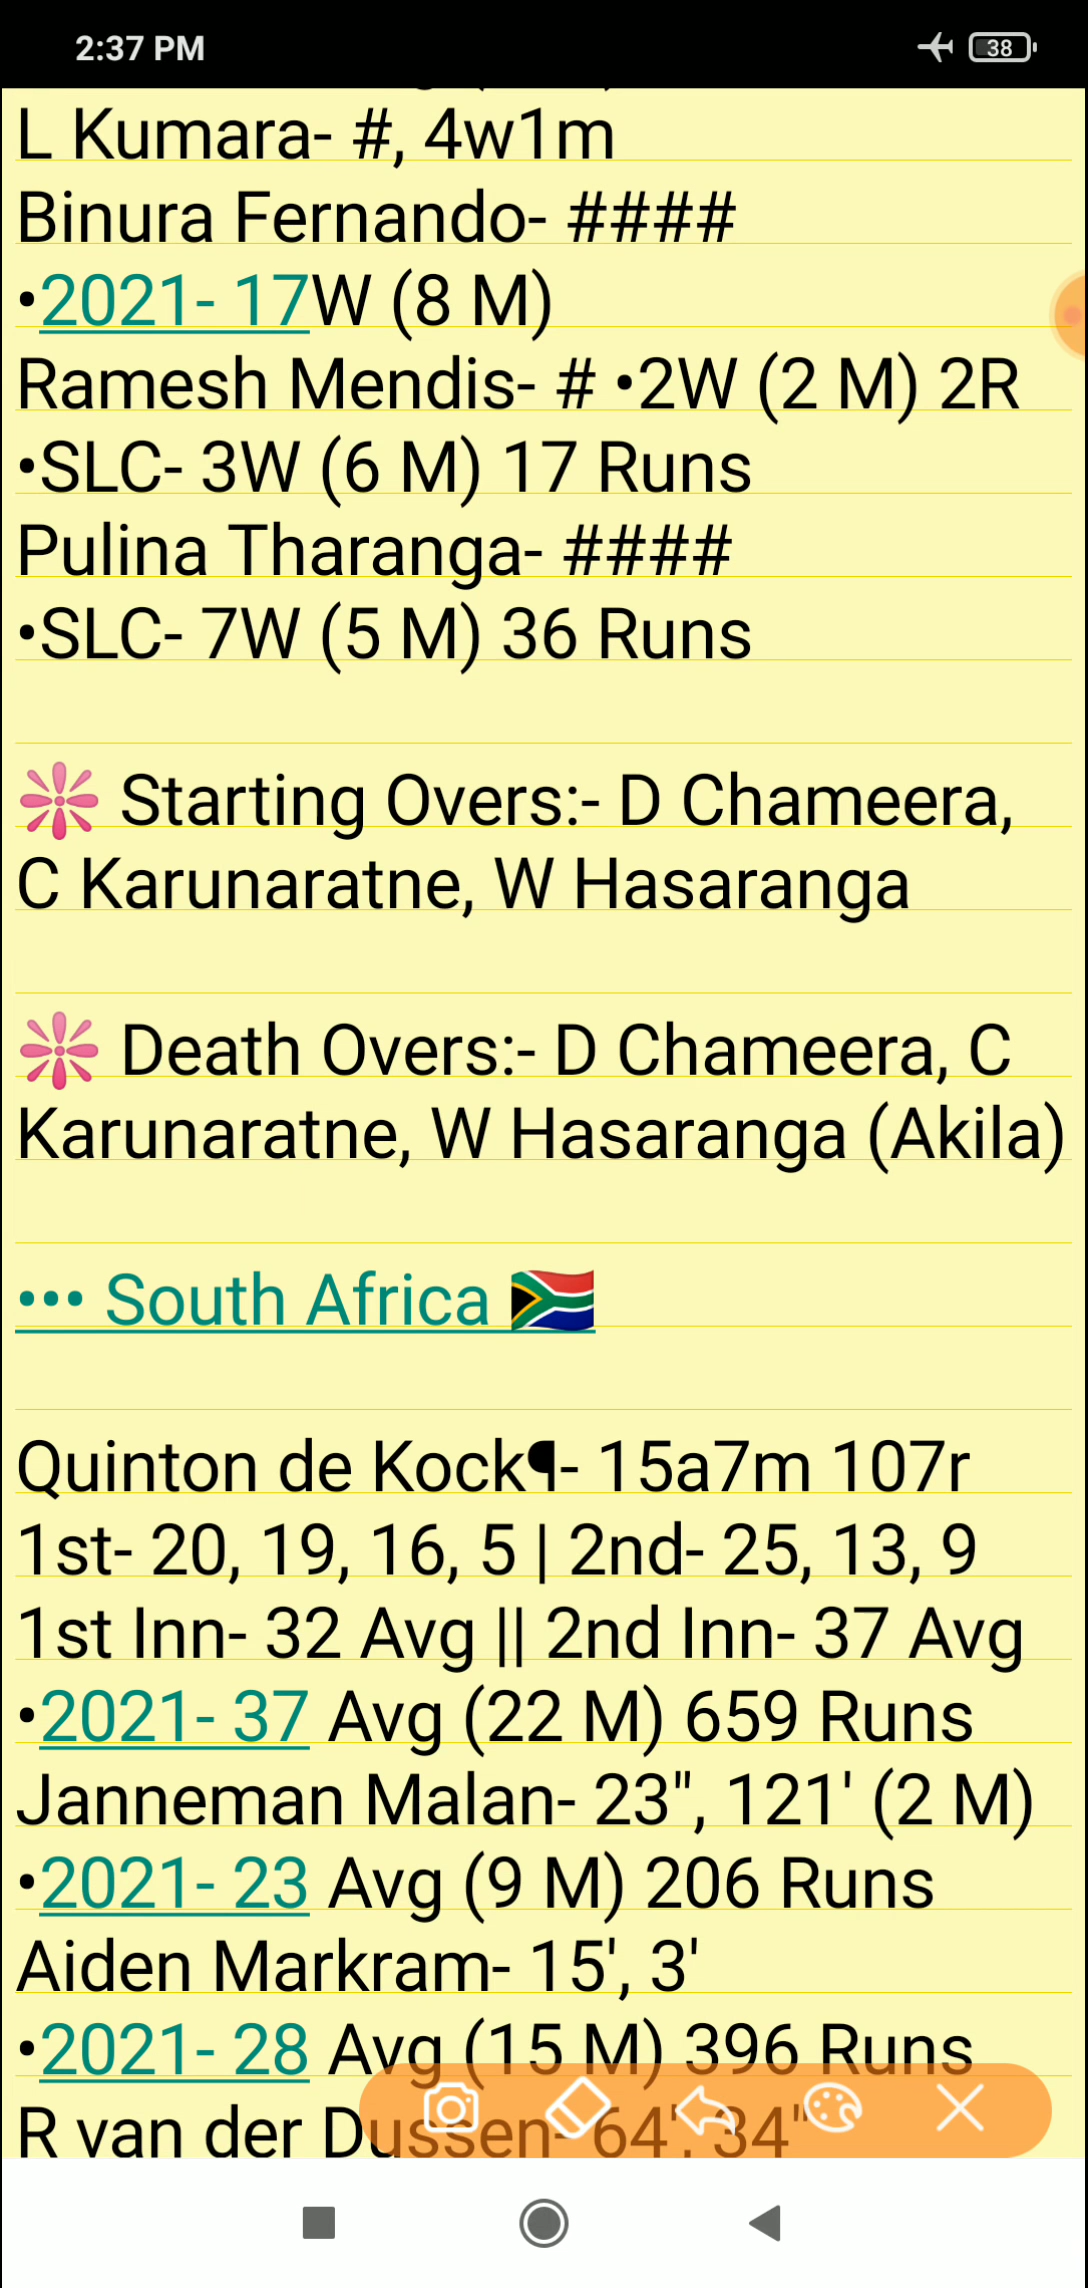 2:37 PM
38
L Kumara- #, 4w1m
Binura Fernando- ####
•2021- 17W (8 M)
Ramesh Mendis- # •2W (2 M) 2R
•SLC- 3W (6 M) 17 Runs
Pulina Tharanga- ####
•SLC- 7W (5 M) 36 Runs
Starting Overs:- D Chameera,
C Karunaratne, W Hasaranga
Death Overs:- D Chameera, C
Karunaratne, W Hasaranga (Akila)
••• South Africa 🇿🇦
Quinton de Kock¶- 15a7m 107r
1st- 20, 19, 16, 5 | 2nd- 25, 13, 9
1st Inn- 32 Avg || 2nd Inn- 37 Avg
•2021- 37 Avg (22 M) 659 Runs
Janneman Malan- 23", 121' (2 M)
•2021- 23 Avg (9 M) 206 Runs
Aiden Markram- 15', 3'
•2021- 28 Avg (15 M) 396 Runs
R van der Dussen- 64', 34"